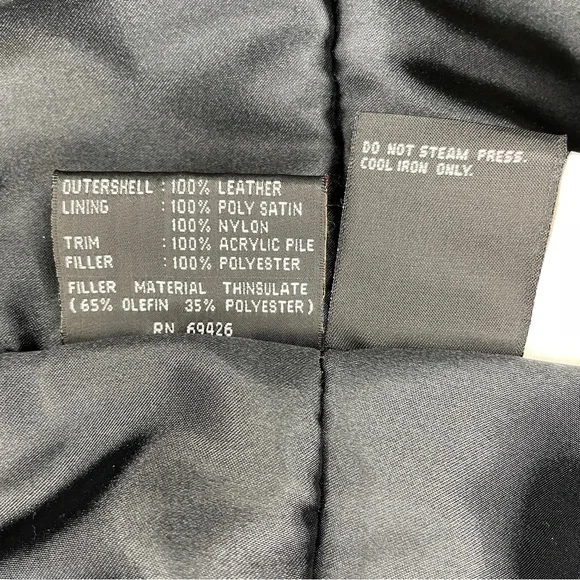 OUTERSHELL : 100% LEATHER
LINING : 100% POLY SATIN
100% NYLON
TRIM : 100% ACRYLIC PILE
FILLER : 100% POLYESTER
FILLER MATERIAL THINSULATE
(65% OLEFIN 35% POLYESTER)
RN 69426
DO NOT STEAM PRESS.
COOL IRON ONLY.